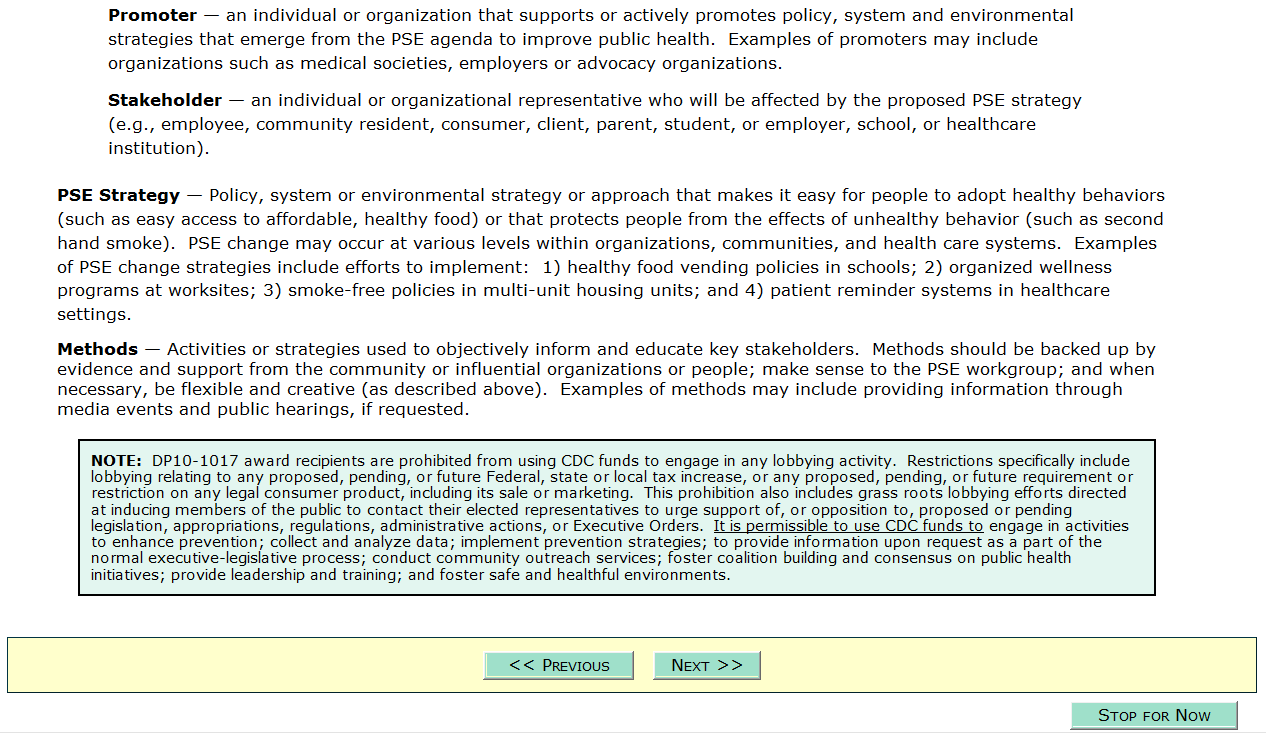 Promoter — an individual or organization that supports or actively promotes policy, system and environmental
strategies that emerge from the PSE agenda to improve public health.  Examples of promoters may include
organizations such as medical societies, employers or advocacy organizations.
Stakeholder — an individual or organizational representative who will be affected by the proposed PSE strategy
(e.g., employee, community resident, consumer, client, parent, student, or employer, school, or healthcare
institution).
PSE Strategy — Policy, system or environmental strategy or approach that makes it easy for people to adopt healthy behaviors
(such as easy access to affordable, healthy food) or that protects people from the effects of unhealthy behavior (such as second
hand smoke).  PSE change may occur at various levels within organizations, communities, and health care systems.  Examples
of PSE change strategies include efforts to implement:  1) healthy food vending policies in schools; 2) organized wellness
programs at worksites; 3) smoke-free policies in multi-unit housing units; and 4) patient reminder systems in healthcare
settings.
Methods — Activities or strategies used to objectively inform and educate key stakeholders.  Methods should be backed up by
evidence and support from the community or influential organizations or people; make sense to the PSE workgroup; and when
necessary, be flexible and creative (as described above).  Examples of methods may include providing information through
media events and public hearings, if requested.
NOTE:  DP10-1017 award recipients are prohibited from using CDC funds to engage in any lobbying activity.  Restrictions specifically include
lobbying relating to any proposed, pending, or future Federal, state or local tax increase, or any proposed, pending, or future requirement or
restriction on any legal consumer product, including its sale or marketing.  This prohibition also includes grass roots lobbying efforts directed
at inducing members of the public to contact their elected representatives to urge support of, or opposition to, proposed or pending
legislation, appropriations, regulations, administrative actions, or Executive Orders.  It is permissible to use CDC funds to engage in activities
to enhance prevention; collect and analyze data; implement prevention strategies; to provide information upon request as a part of the
normal executive-legislative process; conduct community outreach services; foster coalition building and consensus on public health
initiatives; provide leadership and training; and foster safe and healthful environments.
<< Previous   Next >>
Stop for Now